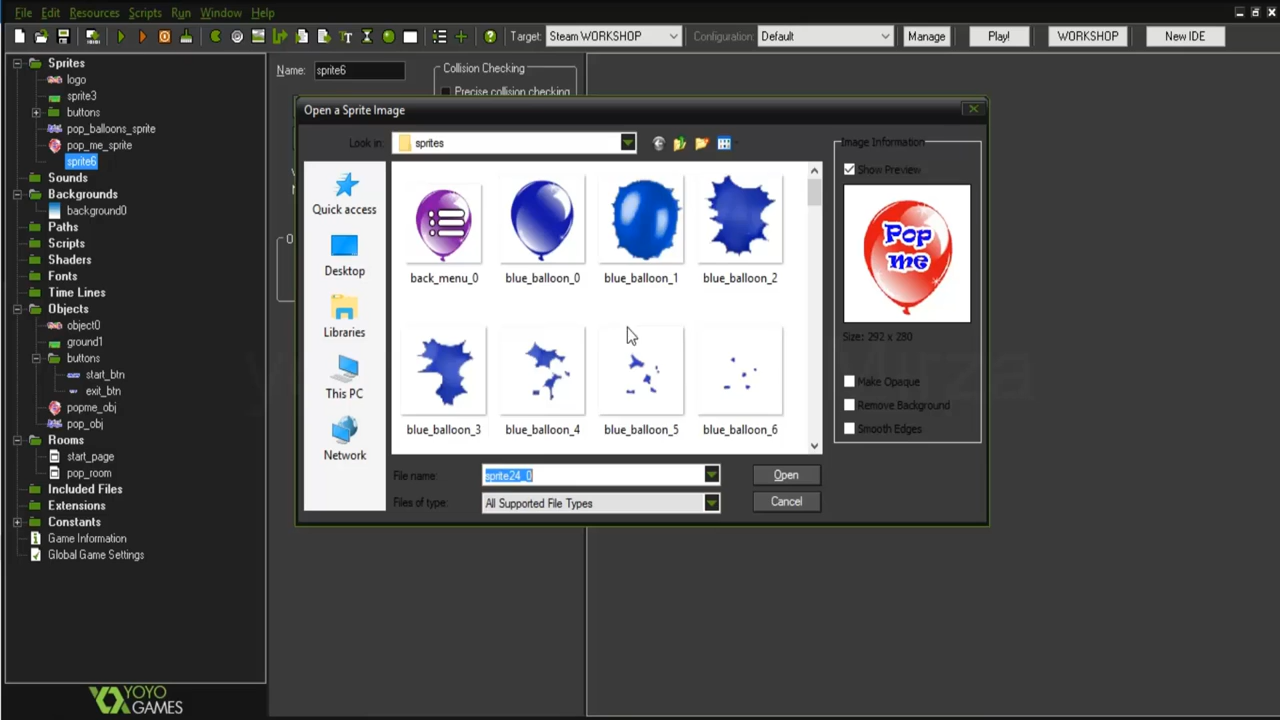 File Edit Resources Scripts Run Window Help
Target: Steam WORKSHOP Configuration: Default Manage Play! WORKSHOP New IDE
Sprites
logo
sprite3
buttons
pop_balloons_sprite
pop_me_sprite
sprite6
Sounds
Backgrounds
background0
Paths
Scripts
Shaders
Fonts
Time Lines
Objects
object0
ground1
buttons
start_btn
exit_btn
popme_obj
pop_obj
Rooms
start_page
pop_room
Included Files
Extensions
Constants
Game Information
Global Game Settings
YOYO
GAMES
Name: sprite6
Collision Checking
Precise collision checking
Open a Sprite Image
Look in: sprites
Quick access
Desktop
Libraries
This PC
Network
back_menu_0 blue_balloon_0 blue_balloon_1 blue_balloon_2
blue_balloon_3 blue_balloon_4 blue_balloon_5 blue_balloon_6
File name: sprite24_0 Open
Files of type: All Supported File Types Cancel
Image Information
Show Preview
Pop
me
Size: 292 x 280
Make Opaque
Remove Background
Smooth Edges